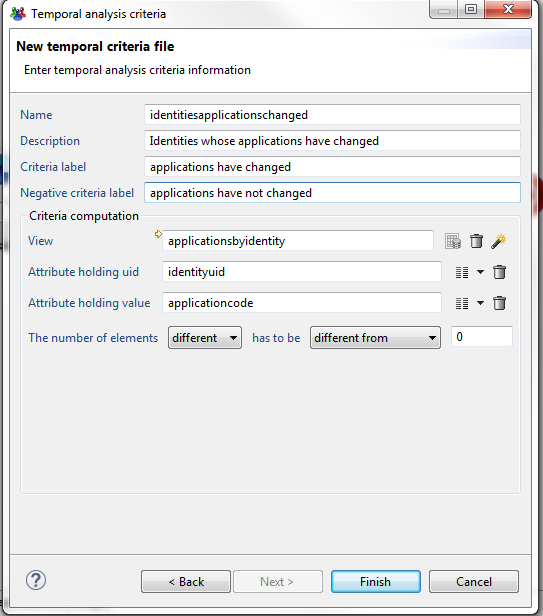 Temporal analysis criteria
New temporal criteria file
Enter temporal analysis criteria information
Name identitiesapplicationschanged
Description Identities whose applications have changed
Criteria label applications have changed
Negative criteria label applications have not changed
Criteria computation
View applicationsbyidentity
Attribute holding uid identityuid
Attribute holding value applicationcode
The number of elements different has to be different from 0
? < Back Next > Finish Cancel